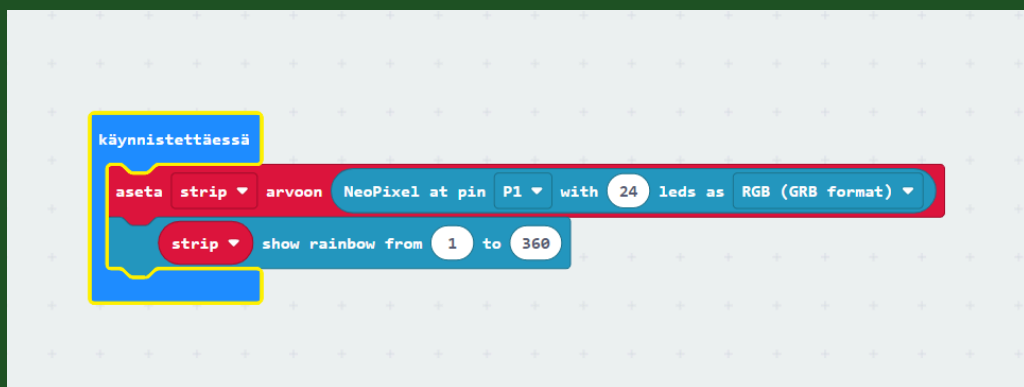 käynnistettäessä
aseta strip arvoon NeoPixel at pin P1 with 24 leds as RGB (GRB format)
strip show rainbow from 1 to 360